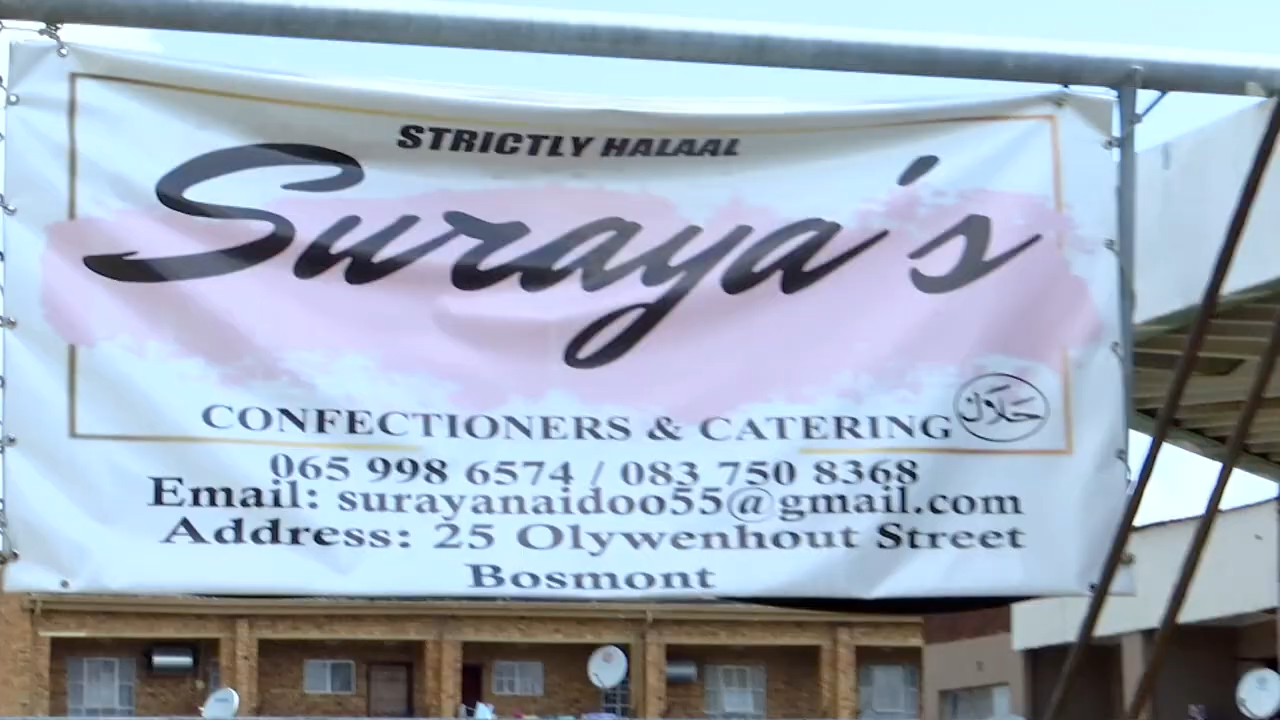 STRICTLY HALAAL
Suraya's
CONFECTIONERS & CATERING
حلال
065 998 6574 / 083 750 8368
Email: surayanaidoo55@gmail.com
Address: 25 Olywenhout Street
Bosmont